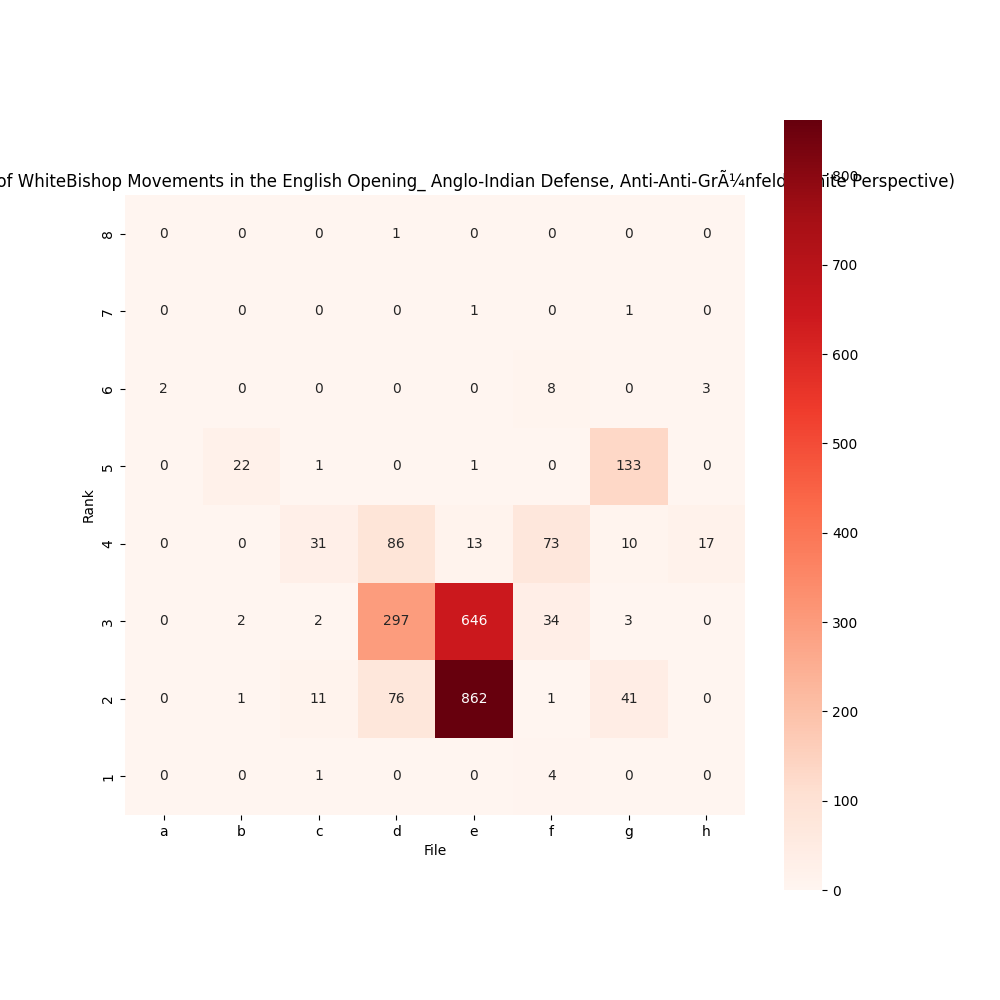 of WhiteBishop Movements in the English Opening_ Anglo-Indian Defense, Anti-Anti-GrÃ¼nfeld Perspective)
800
700
600
500
400
300
200
100
0
Rank
8 0 0 0 1 0 0 0 0
7 0 0 0 0 1 0 1 0
6 2 0 0 0 0 8 0 3
5 0 22 1 0 1 0 133 0
4 0 0 31 86 13 73 10 17
3 0 2 2 297 646 34 3 0
2 0 1 11 76 862 1 41 0
1 0 0 1 0 0 4 0 0
a b c d e f g h
File